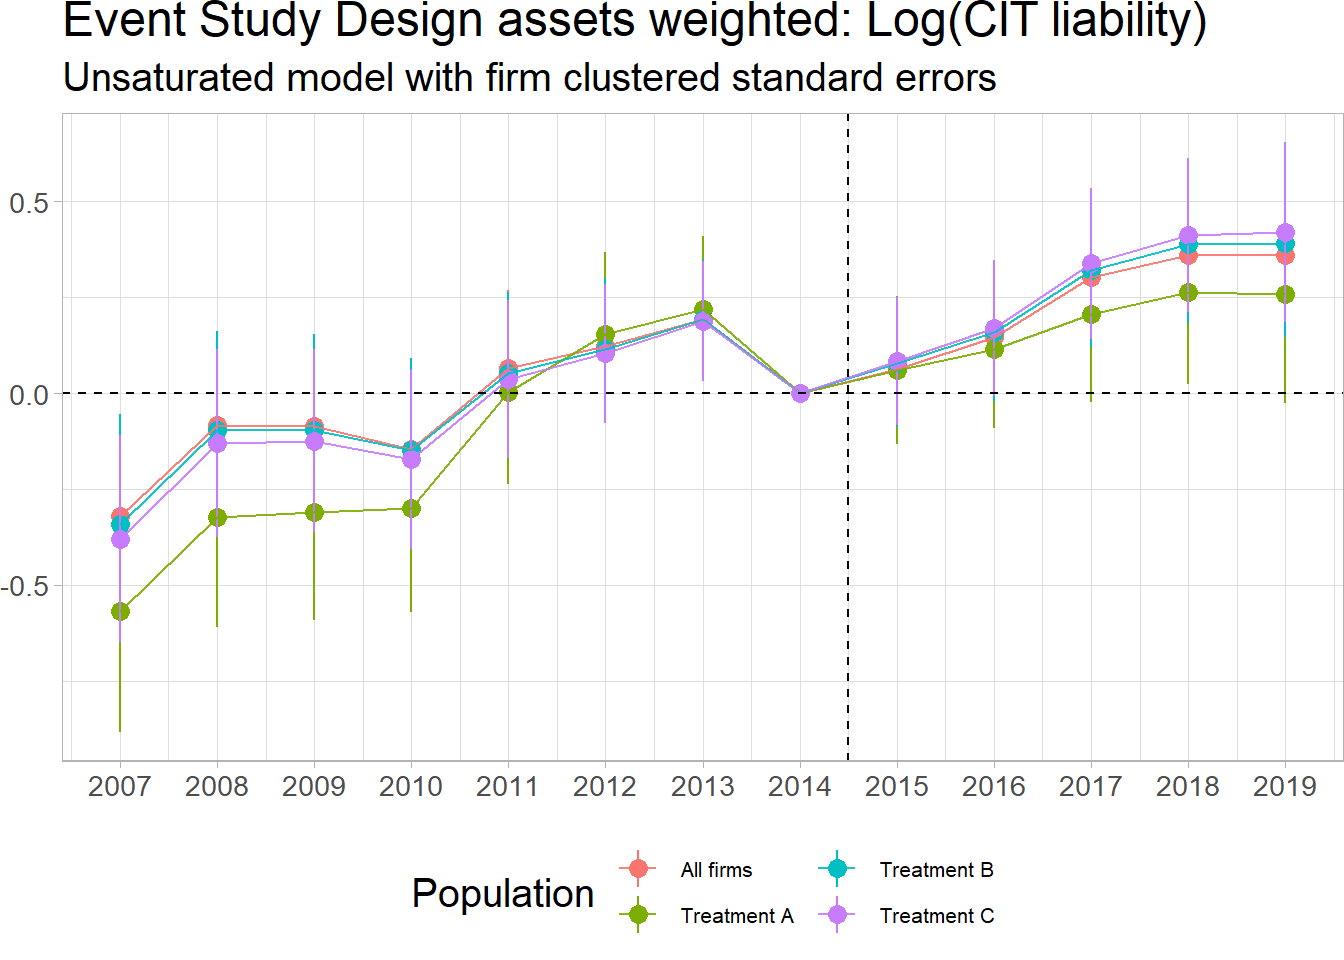 Event Study Design assets weighted: Log(CIT liability)
Unsaturated model with firm clustered standard errors
0.5
0.0
-0.5
2007 2008 2009 2010 2011 2012 2013 2014 2015 2016 2017 2018 2019
Population
All firms
Treatment A
Treatment B
Treatment C